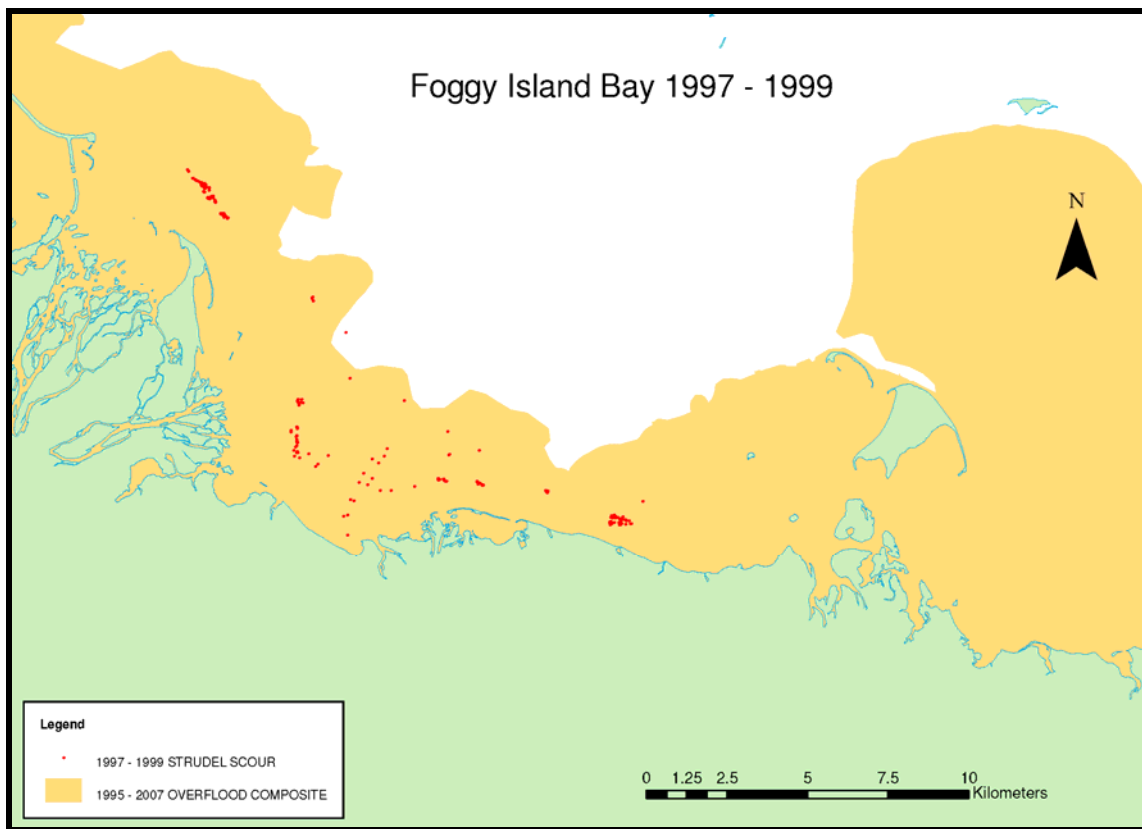 Foggy Island Bay 1997 - 1999
N
Legend
1997 - 1999 STRUDEL SCOUR
1995 - 2007 OVERFLOOD COMPOSITE
0 1.25 2.5 5 7.5 10
Kilometers